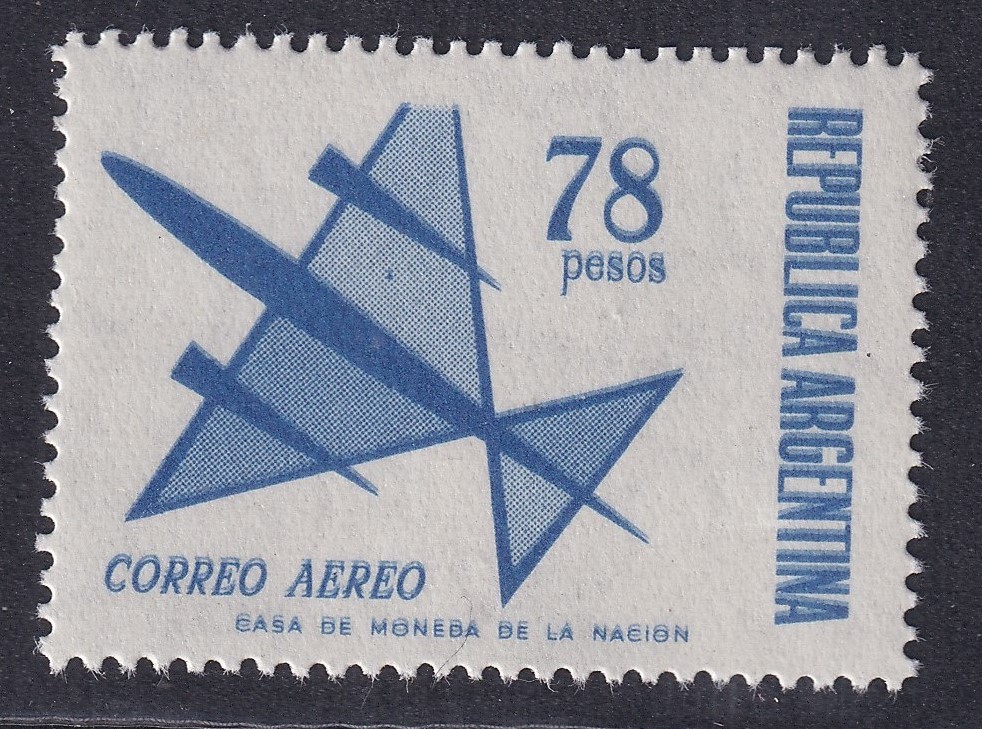 78
pesos
REPUBLICA ARGENTINA
CORREO AEREO
CASA DE MONEDA DE LA NACION